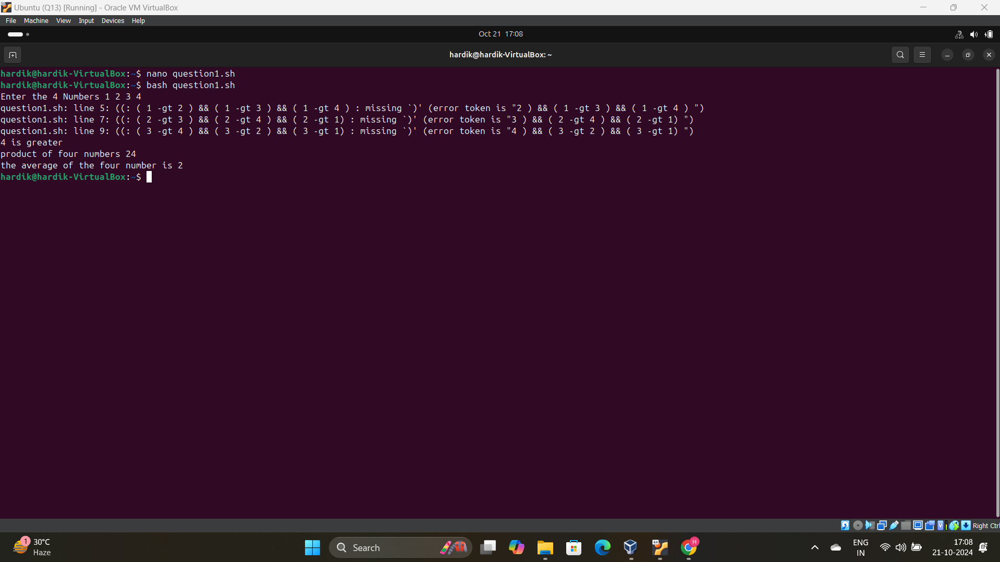 Ubuntu (Q13) [Running] - Oracle VM VirtualBox
File Machine View Input Devices Help
Oct 21 17:08
hardik@hardik-VirtualBox: ~
hardik@hardik-VirtualBox:~$ nano question1.sh
hardik@hardik-VirtualBox:~$ bash question1.sh
Enter the 4 Numbers 1 2 3 4
question1.sh: line 5: ((: ( 1 -gt 2 ) && ( 1 -gt 3 ) && ( 1 -gt 4 ) : missing `)' (error token is "2 ) && ( 1 -gt 3 ) && ( 1 -gt 4 ) ")
question1.sh: line 7: ((: ( 2 -gt 3 ) && ( 2 -gt 4 ) && ( 2 -gt 1) : missing `)' (error token is "3 ) && ( 2 -gt 4 ) && ( 2 -gt 1) ")
question1.sh: line 9: ((: ( 3 -gt 4 ) && ( 3 -gt 2 ) && ( 3 -gt 1) : missing `)' (error token is "4 ) && ( 3 -gt 2 ) && ( 3 -gt 1) ")
4 is greater
product of four numbers 24
the average of the four number is 2
hardik@hardik-VirtualBox:~$
Right Ctrl
1
30°C
Haze
Search
64
H
ENG
IN
17:08
21-10-2024